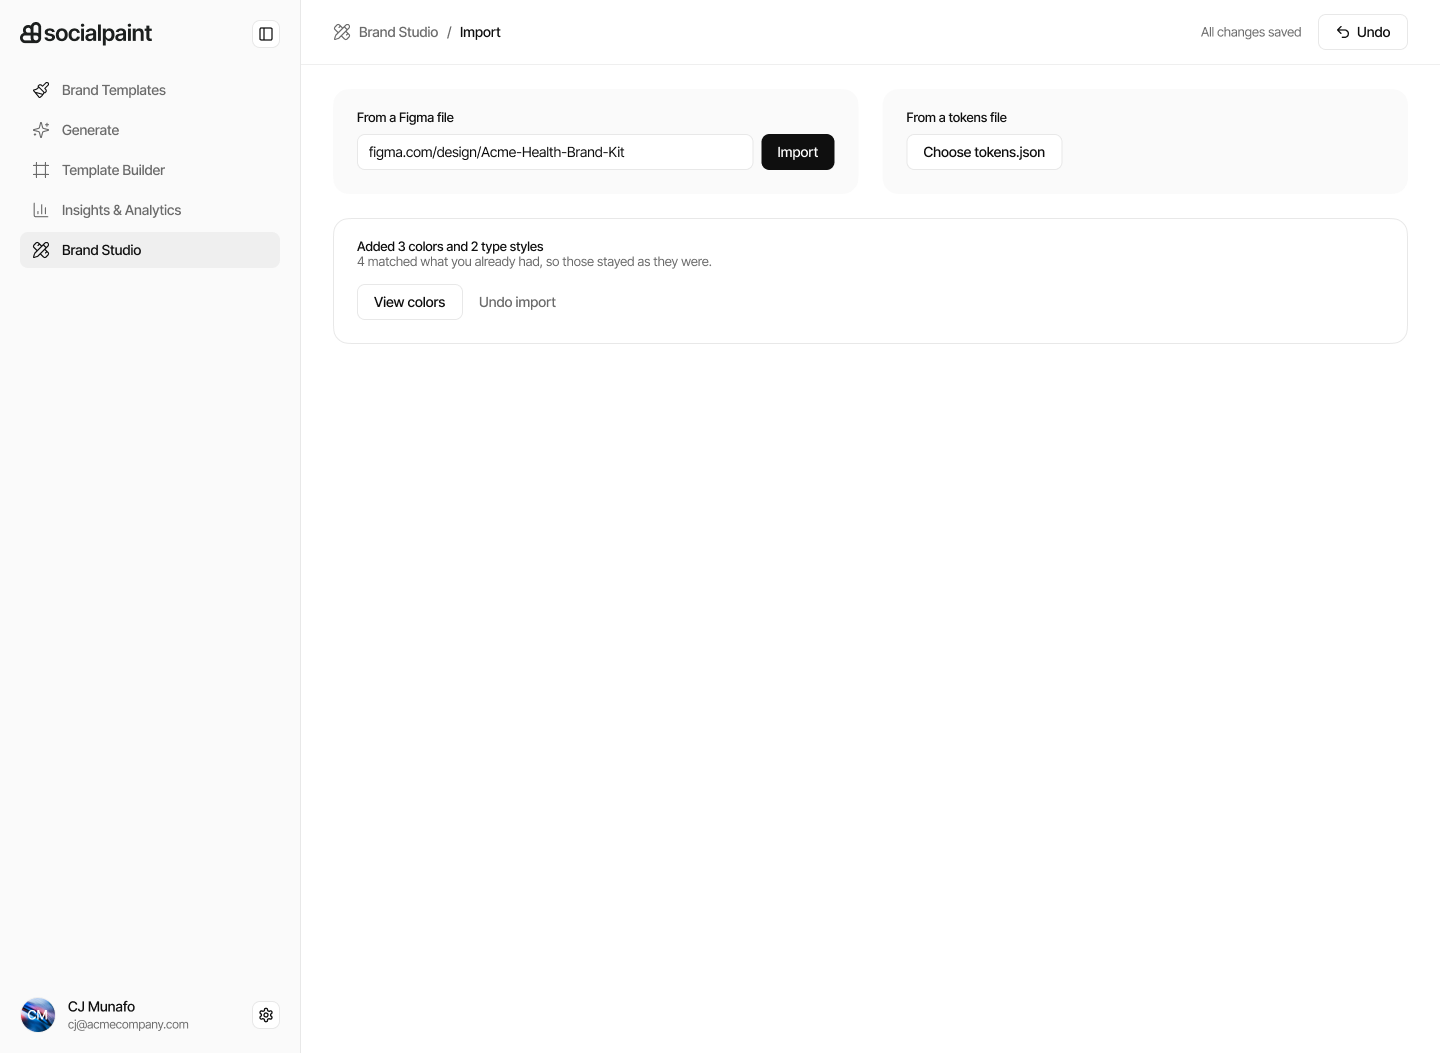 socialpaint
Brand Templates
Generate
Template Builder
Insights & Analytics
Brand Studio
CJ Munafo
cj@acmecompany.com
CM
Brand Studio / Import
All changes saved
Undo
From a Figma file
figma.com/design/Acme-Health-Brand-Kit
Import
From a tokens file
Choose tokens.json
Added 3 colors and 2 type styles
4 matched what you already had, so those stayed as they were.
View colors
Undo import